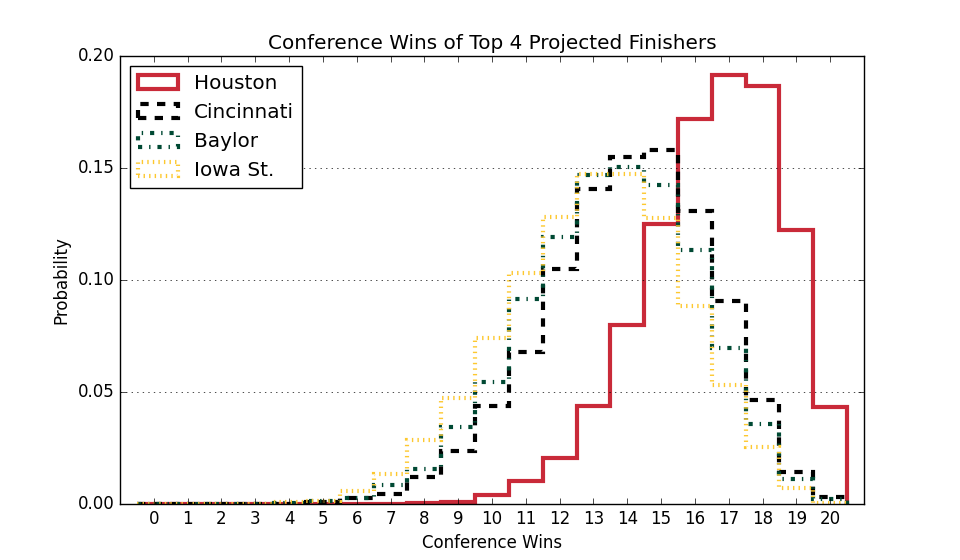 Conference Wins of Top 4 Projected Finishers
0.20
0.15
0.10
0.05
0.00
Probability
Houston
Cincinnati
Baylor
Iowa St.
0 1 2 3 4 5 6 7 8 9 10 11 12 13 14 15 16 17 18 19 20
Conference Wins